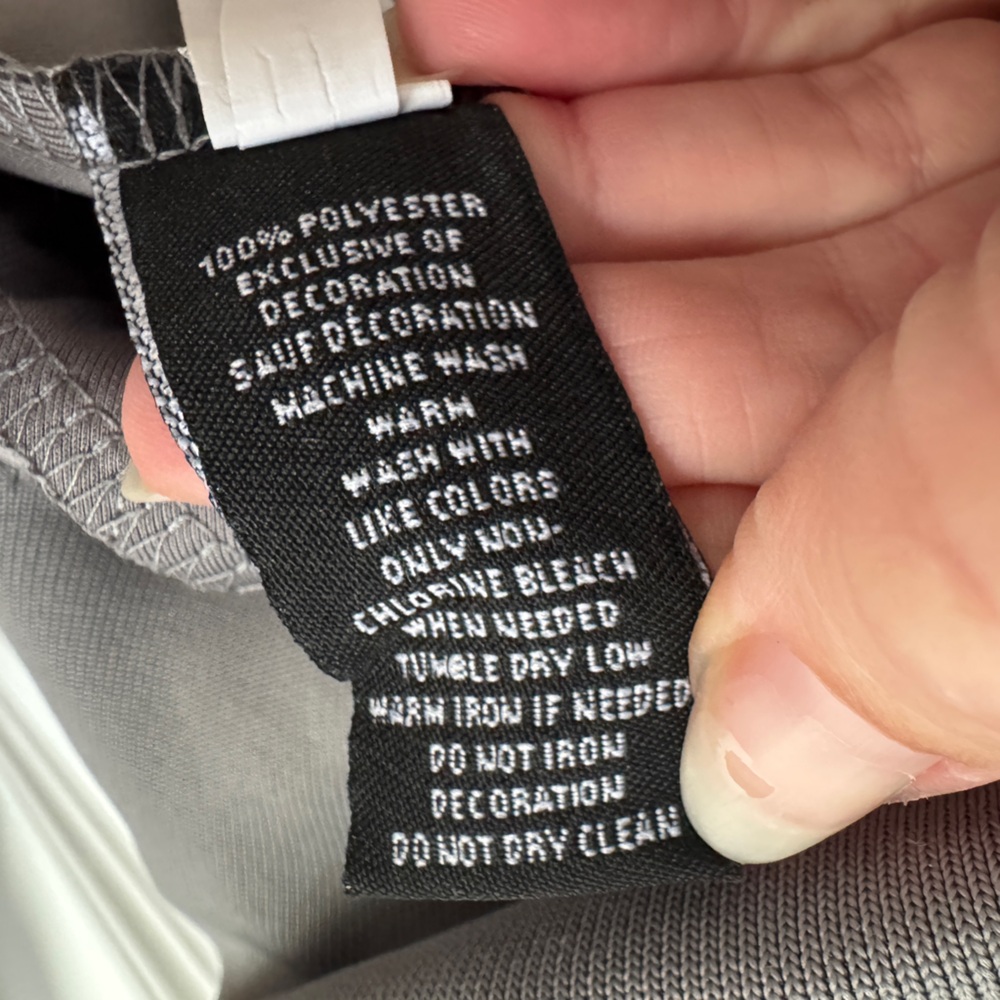 100% POLYESTER
EXCLUSIVE OF
DECORATION
SAUF DÉCORATION
MACHINE WASH
WARM
WASH WITH
LIKE COLORS
ONLY NON-
CHLORINE BLEACH
WHEN NEEDED
TUMBLE DRY LOW
WARM IRON IF NEEDED
DO NOT IRON
DECORATION
DO NOT DRY CLEAN